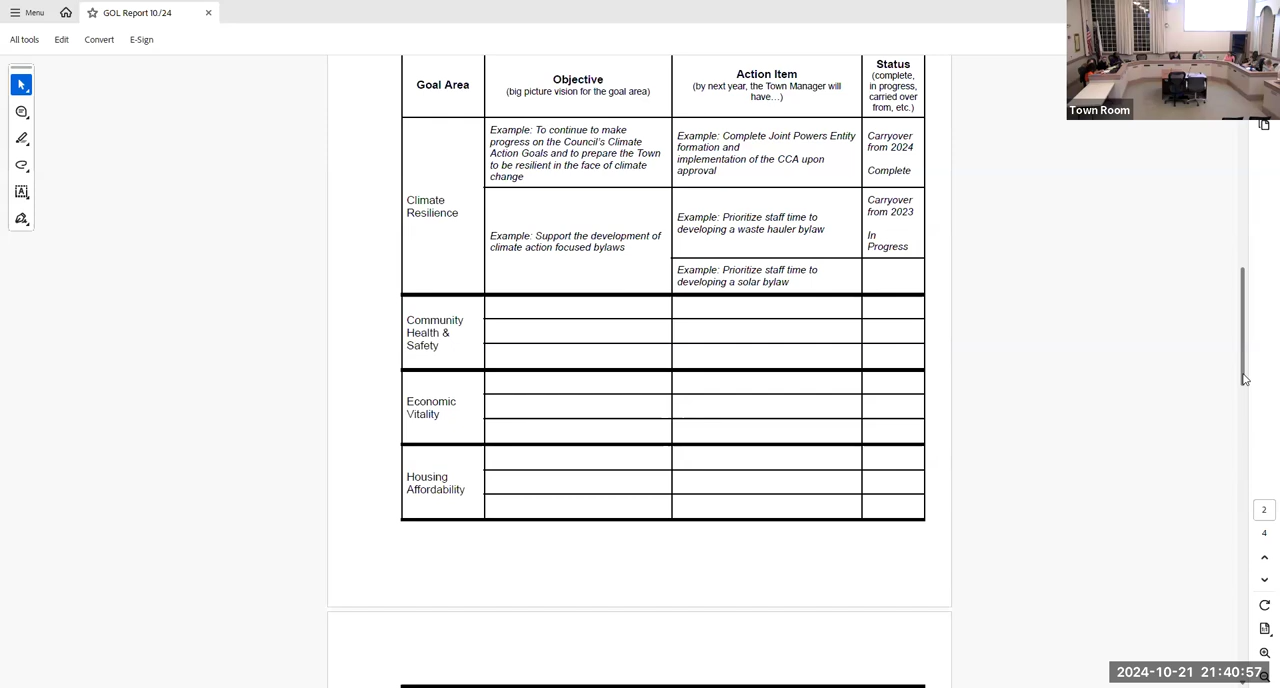 Menu
GOL Report 10./24
All tools
Edit
Convert
E-Sign
Town Room
Goal Area
Objective
(big picture vision for the goal area)
Action Item
(by next year, the Town Manager will
have…)
Status
(complete,
in progress,
carried over
from, etc.)
Climate
Resilience
Example: To continue to make
progress on the Council's Climate
Action Goals and to prepare the Town
to be resilient in the face of climate
change
Example: Complete Joint Powers Entity
formation and
implementation of the CCA upon
approval
Carryover
from 2024
Complete
Example: Support the development of
climate action focused bylaws
Example: Prioritize staff time to
developing a waste hauler bylaw
Carryover
from 2023
In
Progress
Example: Prioritize staff time to
developing a solar bylaw
Community
Health &
Safety
Economic
Vitality
Housing
Affordability
2
4
2024-10-21 21:40:57